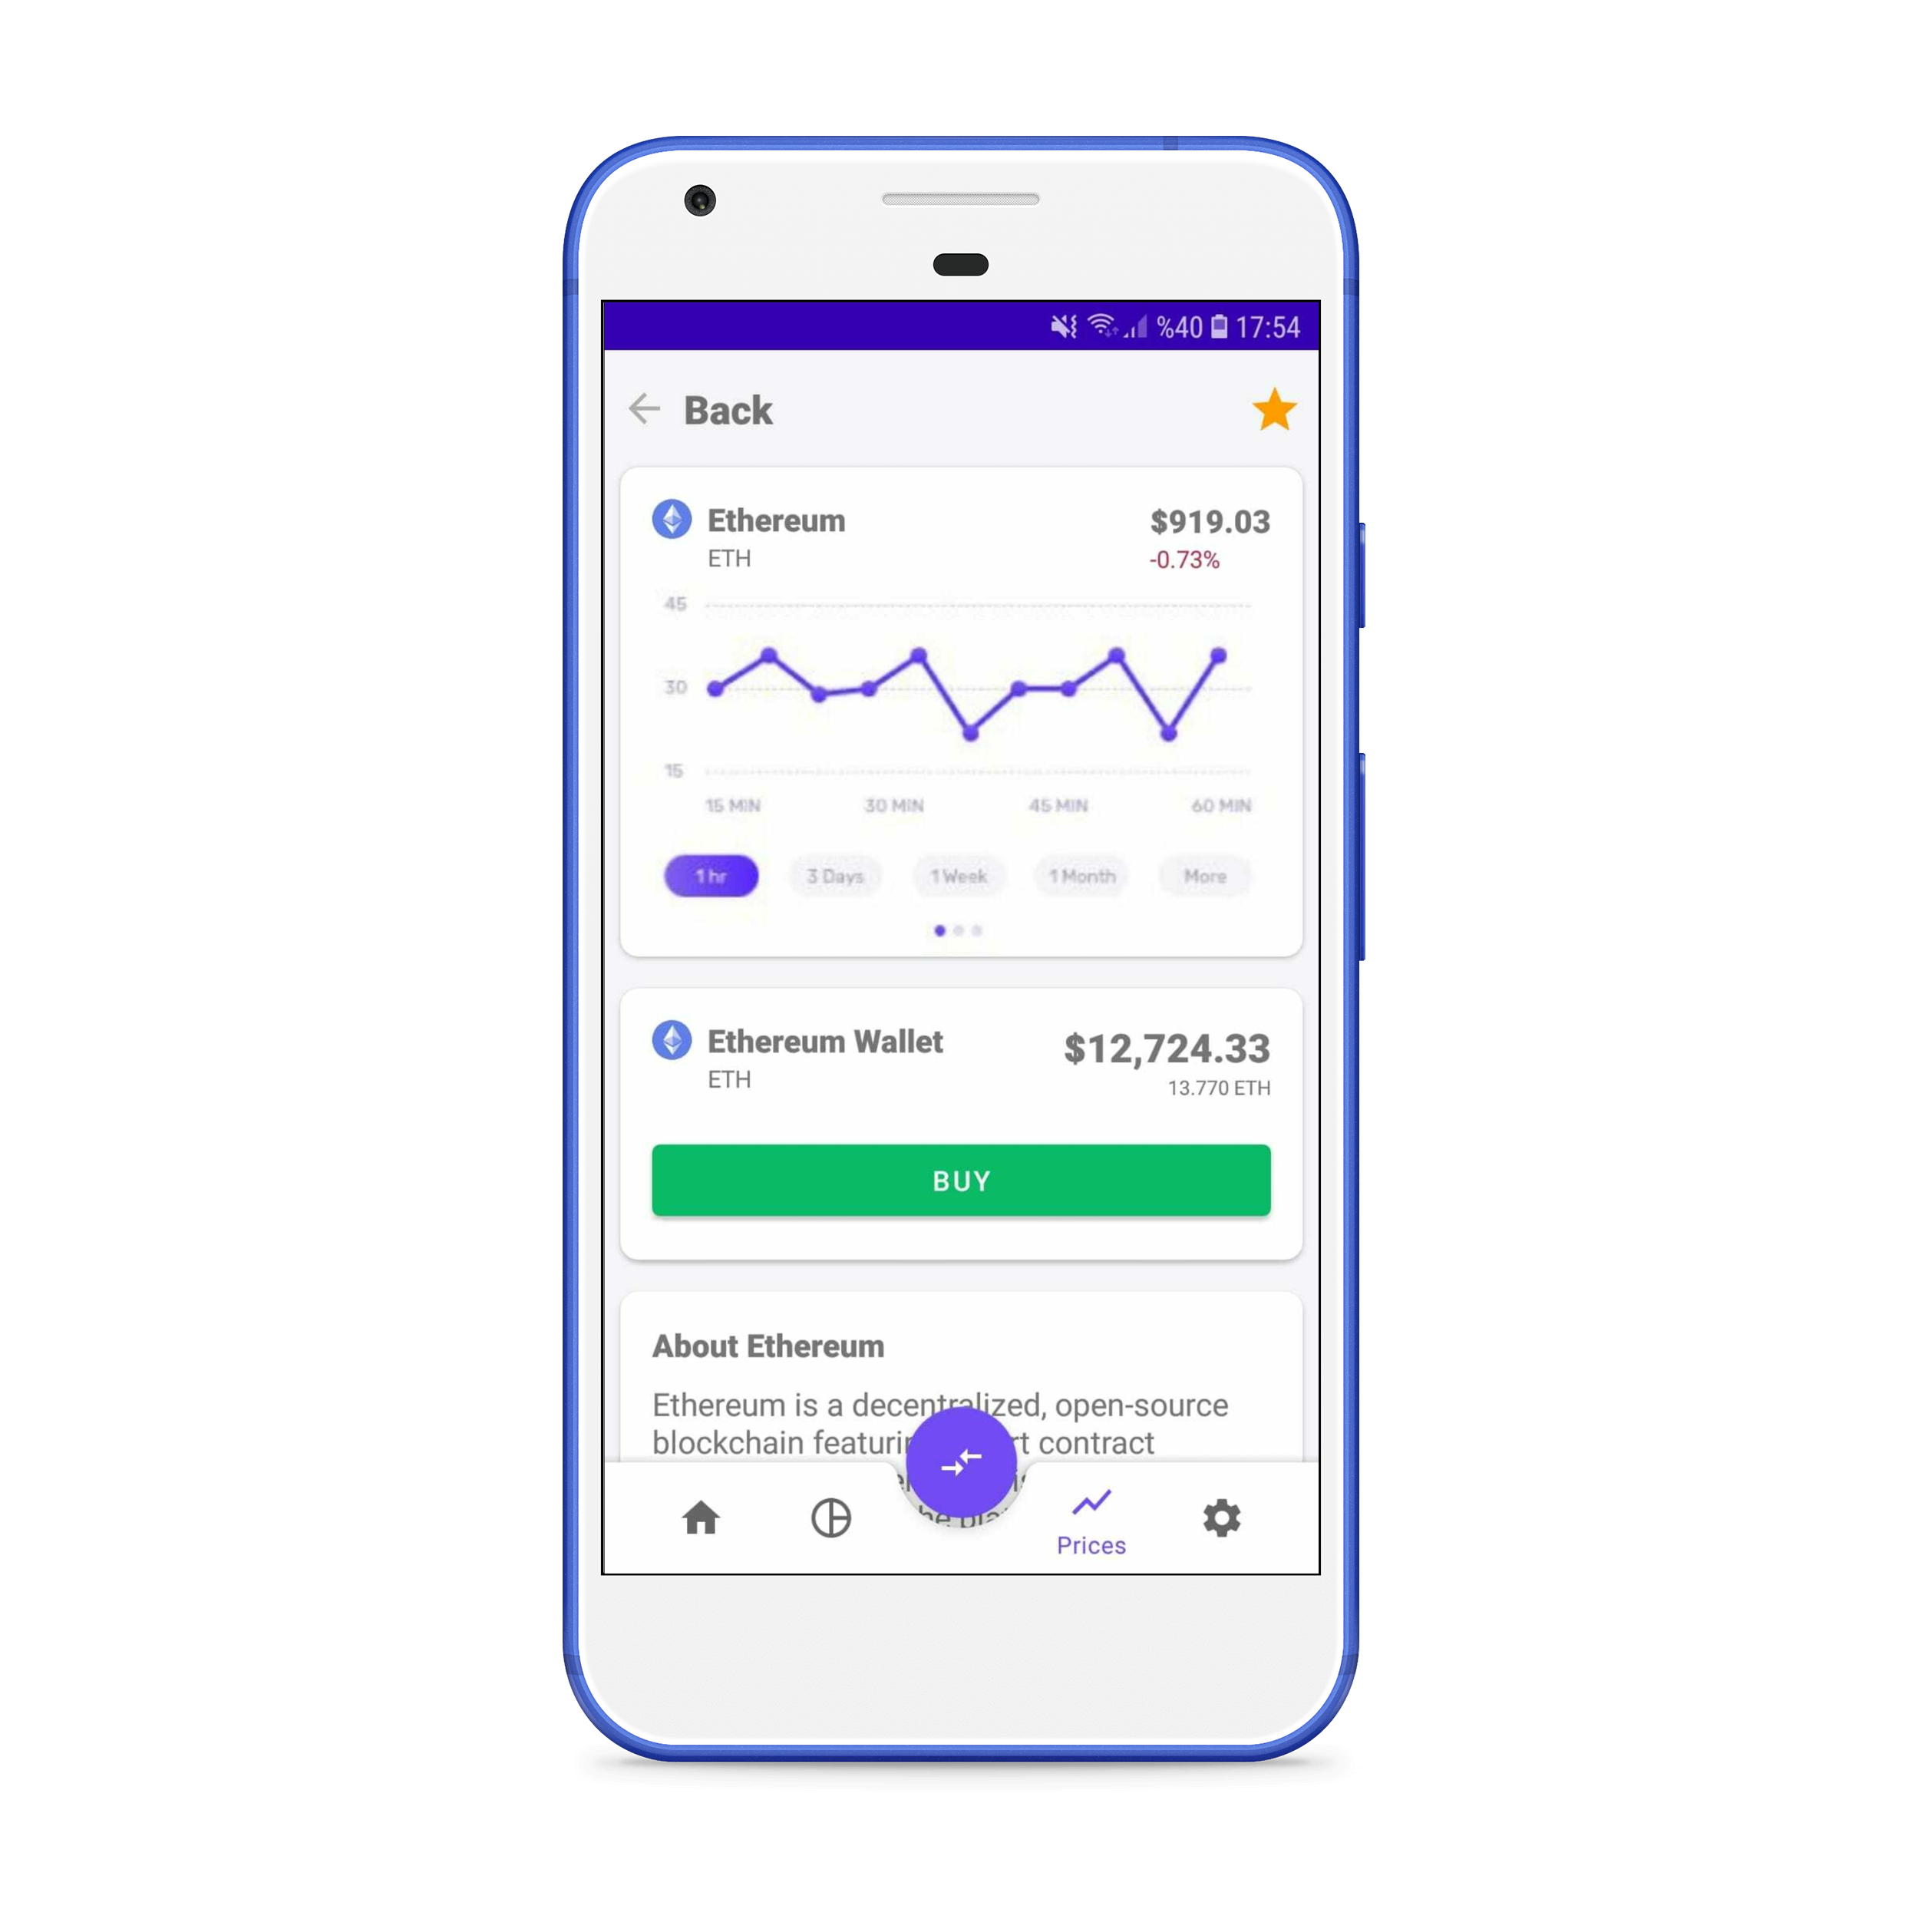 %40 17:54
Back
Ethereum $919.03
ETH -0.73%
45
30
15
15 MIN 30 MIN 45 MIN 60 MIN
1 hr 3 Days 1 Week 1 Month More
Ethereum Wallet $12,724.33
ETH 13.770 ETH
BUY
About Ethereum
Ethereum is a decentralized, open-source
blockchain contract
Prices